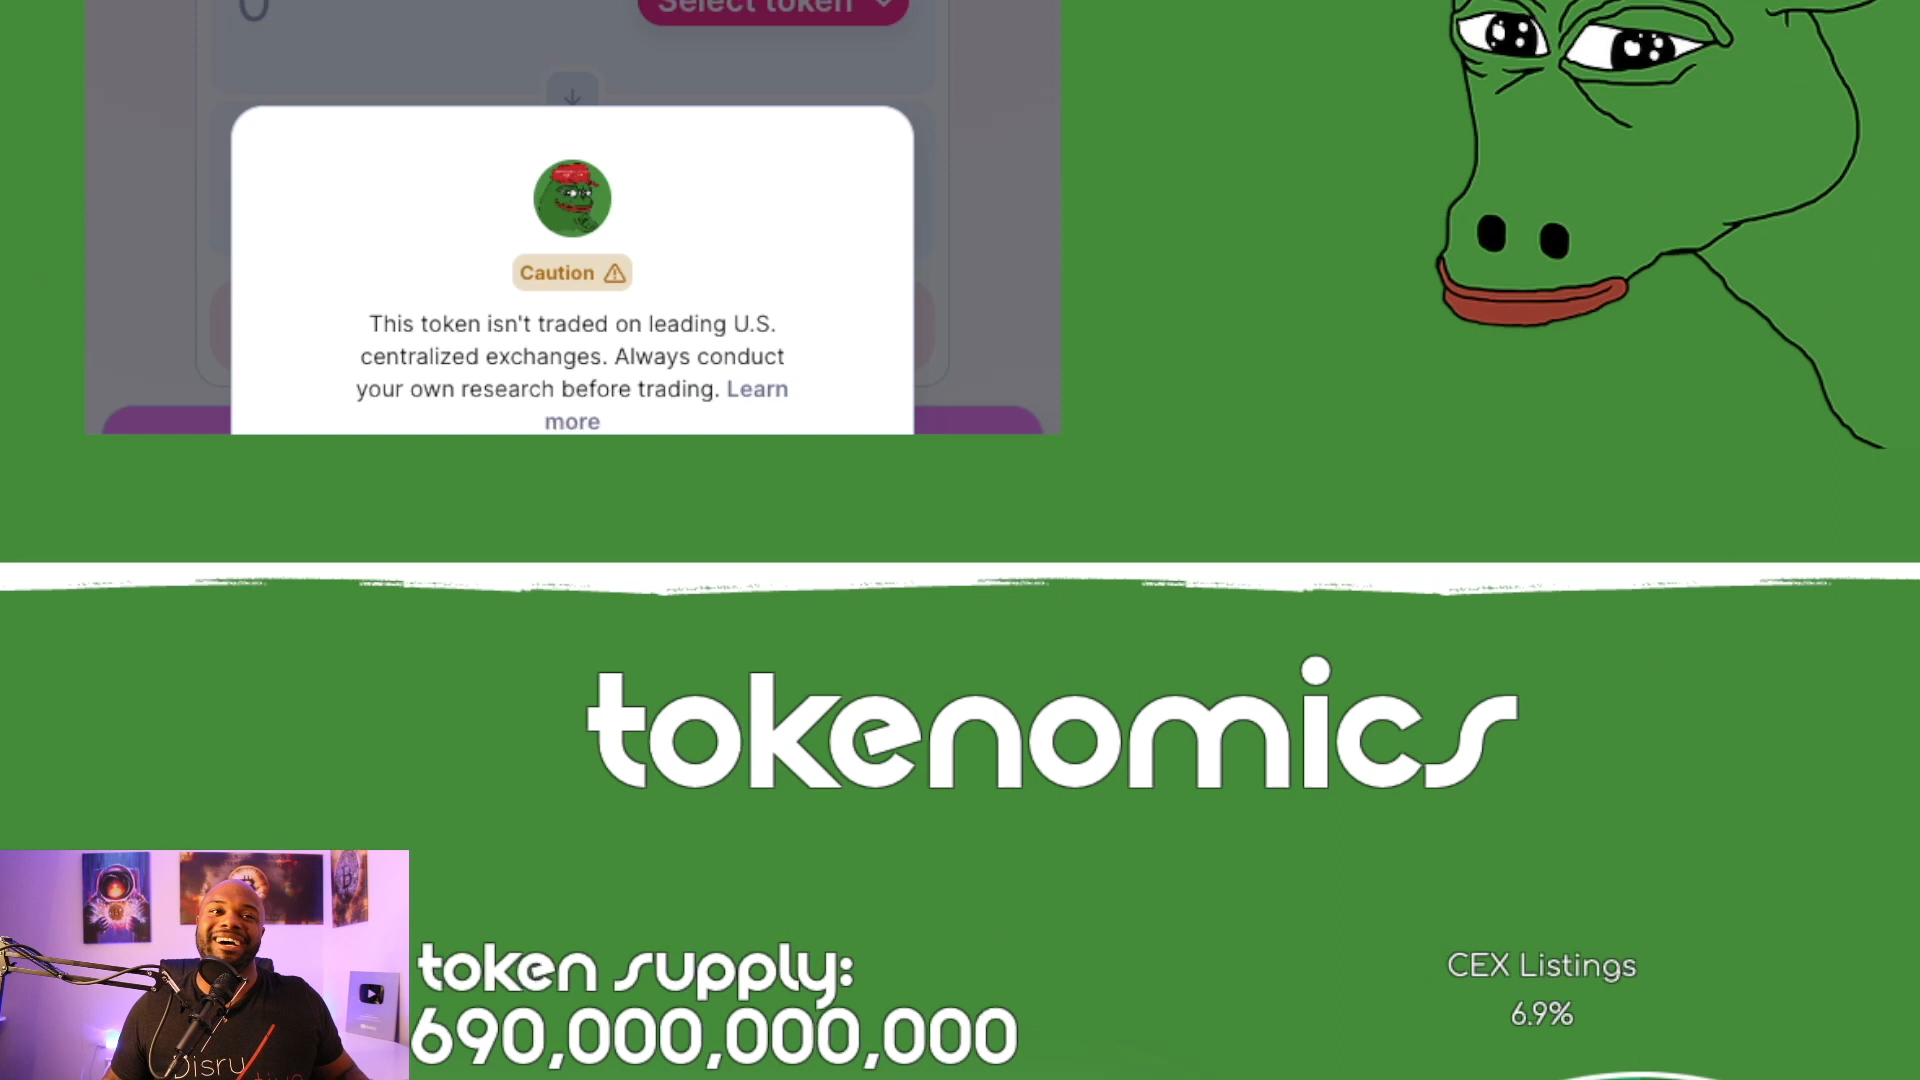 Select token
Caution
This token isn't traded on leading U.S.
centralized exchanges. Always conduct
your own research before trading. Learn
more
tokenomics
token supply:
690,000,000,000
CEX Listings
6.9%